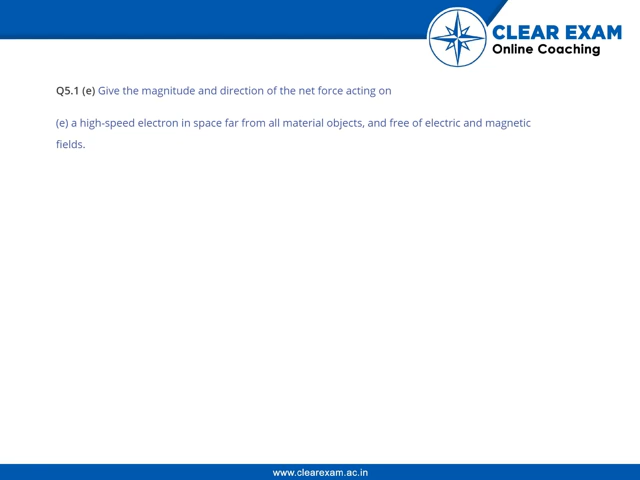 CLEAR EXAM
Online Coaching
Q5.1 (e) Give the magnitude and direction of the net force acting on
(e) a high-speed electron in space far from all material objects, and free of electric and magnetic
fields.
www.clearexam.ac.in